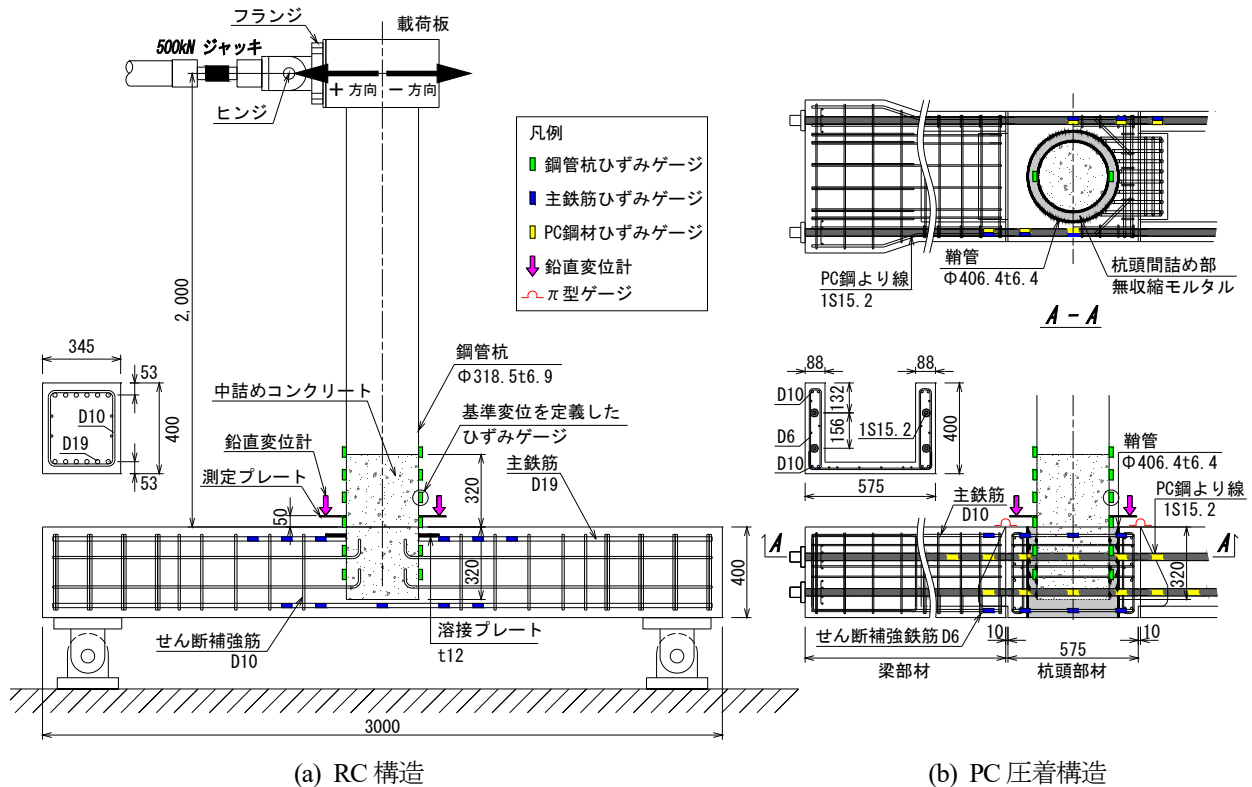 フランジ
載荷板
500kN ジャッキ
ヒンジ
+ 方向
- 方向
2,000
凡例
鋼管杭ひずみゲージ
主鉄筋ひずみゲージ
PC鋼材ひずみゲージ
鉛直変位計
π型ゲージ
345
53
D10
D19
400
53
鋼管杭
Φ318.5t6.9
中詰めコンクリート
基準変位を定義した
ひずみゲージ
鉛直変位計
測定プレート
50
主鉄筋
D19
320
320
400
せん断補強筋
D10
溶接プレート
t12
3000
(a) RC 構造
PC鋼より線
1S15.2
鞘管
Φ406.4t6.4
杭頭間詰め部
無収縮モルタル
A - A
88
88
D10
132
156
D6
1S15.2
D10
400
575
鞘管
Φ406.4t6.4
主鉄筋
D10
PC鋼より線
1S15.2
A
A
320
せん断補強鉄筋D6
10
10
575
梁部材
杭頭部材
(b) PC 圧着構造